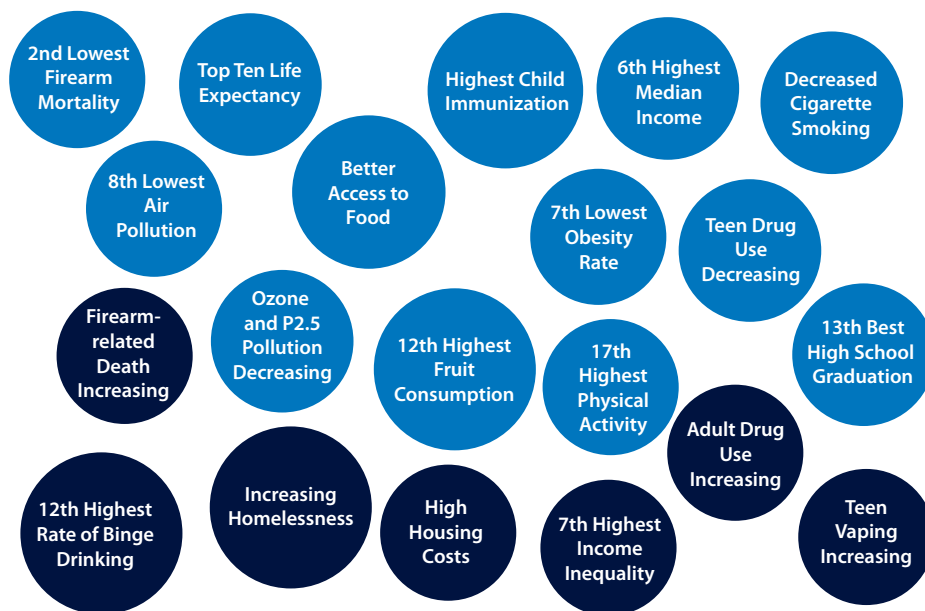 2nd Lowest
Firearm
Mortality
Top Ten Life
Expectancy
Highest Child
Immunization
6th Highest
Median
Income
Decreased
Cigarette
Smoking
8th Lowest
Air
Pollution
Better
Access to
Food
7th Lowest
Obesity
Rate
Teen Drug
Use
Decreasing
Firearm-
related
Death
Increasing
Ozone
and P2.5
Pollution
Decreasing
12th Highest
Fruit
Consumption
17th
Highest
Physical
Activity
13th Best
High School
Graduation
Adult Drug
Use
Increasing
12th Highest
Rate of Binge
Drinking
Increasing
Homelessness
High
Housing
Costs
7th Highest
Income
Inequality
Teen
Vaping
Increasing